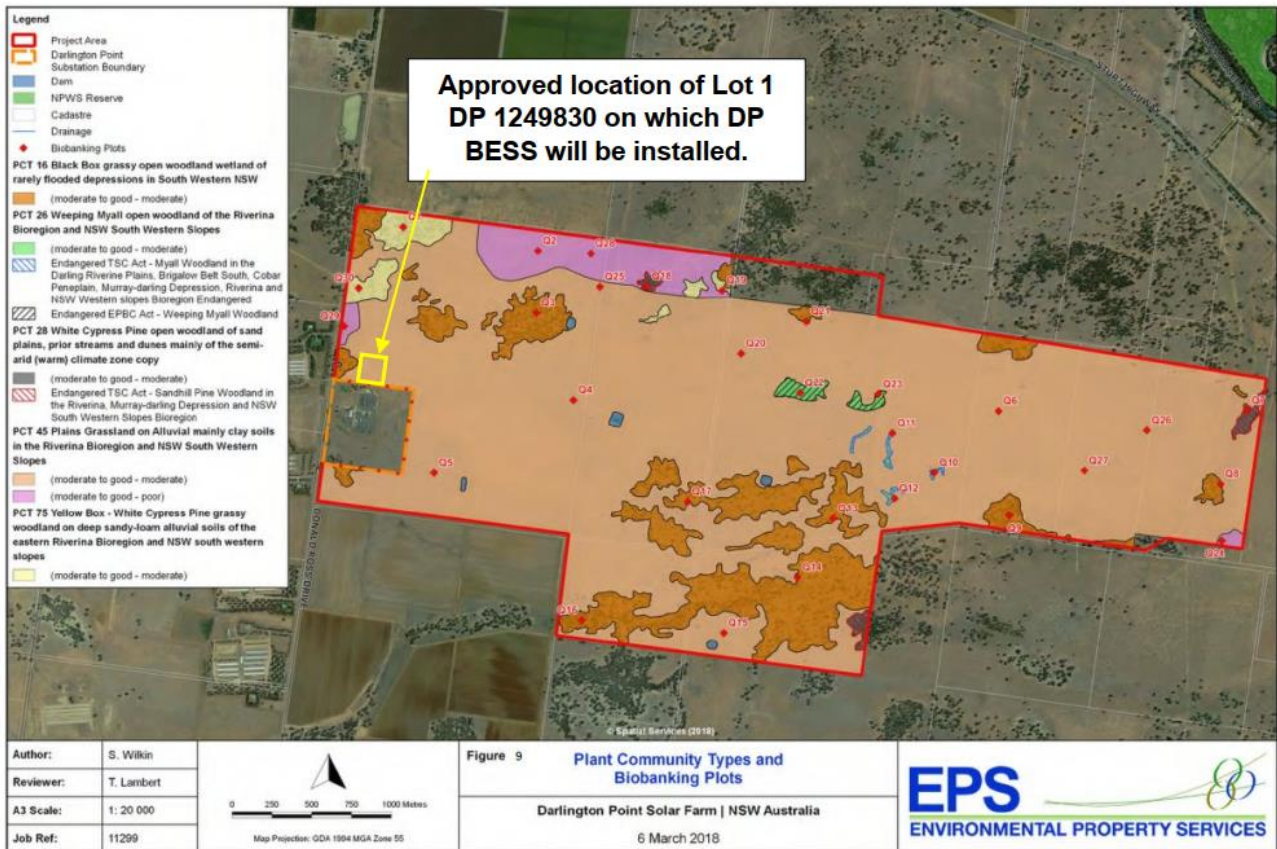 Legend
Project Area
Darlington Point
Substation Boundary
Dam
NPWS Reserve
Cadastre
Drainage
Biobanking Plots
PCT 16 Black Box grassy open woodland wetland of
rarely flooded depressions in South Western NSW
(moderate to good - moderate)
PCT 26 Weeping Myall open woodland of the Riverina
Bioregion and NSW South Western Slopes
(moderate to good - moderate)
Endangered TSC Act - Myall Woodland in the
Darling Riverine Plains, Brigalow Belt South, Cobar
Peneplain, Murray-darling Depression, Riverina and
NSW Western slopes Bioregion Endangered
Endangered EPBC Act - Weeping Myall Woodland
PCT 28 White Cypress Pine open woodland of sand
plains, prior streams and dunes mainly of the semi-
arid (warm) climate zone copy
(moderate to good - moderate)
Endangered TSC Act - Sandhill Pine Woodland in
the Riverina, Murray-darling Depression and NSW
South Western Slopes Bioregion
PCT 45 Plains Grassland on Alluvial mainly clay soils
in the Riverina Bioregion and NSW South Western
Slopes
(moderate to good - moderate)
(moderate to good - poor)
PCT 75 Yellow Box - White Cypress Pine grassy
woodland on deep sandy-loam alluvial soils of the
eastern Riverina Bioregion and NSW south western
slopes
(moderate to good - moderate)
Approved location of Lot 1
DP 1249830 on which DP
BESS will be installed.
STURT HIGHWAY
Q2
Q28
Q25
Q18
Q19
Q30
Q29
Q3
Q21
Q20
Q4
Q22
Q23
Q6
Q7
Q26
Q11
Q5
Q10
Q27
Q8
Q17
Q12
Q13
Q9
Q24
Q14
Q16
Q15
DONALD ROSS DRIVE
© Spatial Services (2018)
Author: S. Wilkin
Reviewer: T. Lambert
A3 Scale: 1: 20 000
Job Ref: 11299
0 250 500 750 1000 Metres
Map Projection: GDA 1994 MGA Zone 55
Figure 9 Plant Community Types and
Biobanking Plots
Darlington Point Solar Farm | NSW Australia
6 March 2018
EPS
ENVIRONMENTAL PROPERTY SERVICES